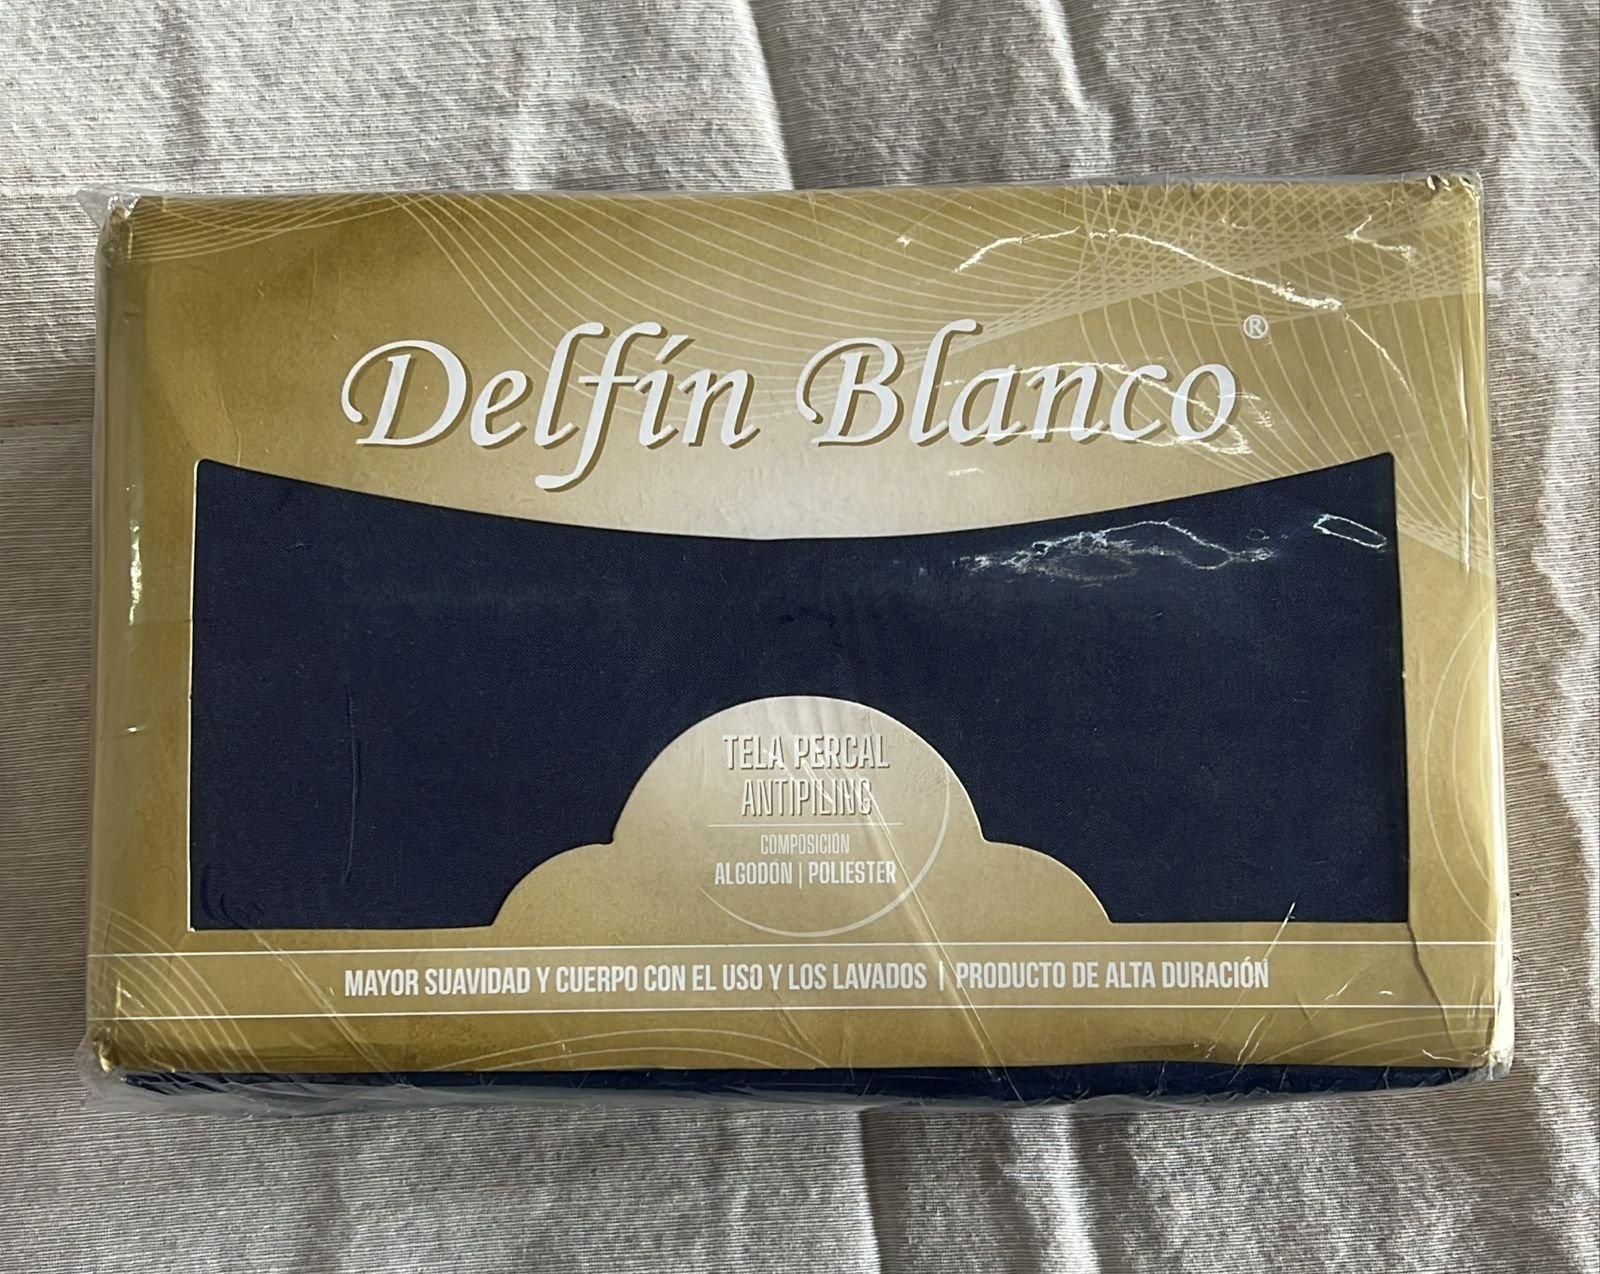 Delfín Blanco ®
TELA PERCAL
ANTIPILING
COMPOSICIÓN
ALGODÓN | POLIESTER
MAYOR SUAVIDAD Y CUERPO CON EL USO Y LOS LAVADOS | PRODUCTO DE ALTA DURACIÓN